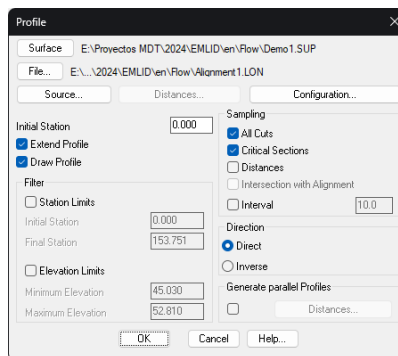 Profile
Surface E:\Proyectos MDT\2024\EMLID\en\Flow\Demo1.SUP
File... E:\...\2024\EMLID\en\Flow\Alignment1.LON
Source... Distances... Configuration...
Initial Station 0.000
Extend Profile
Draw Profile
Filter
Station Limits
Initial Station 0.000
Final Station 153.751
Elevation Limits
Minimum Elevation 45.030
Maximum Elevation 52.810
Sampling
All Cuts
Critical Sections
Distances
Intersection with Alignment
Interval 10.0
Direction
Direct
Inverse
Generate parallel Profiles
Distances...
OK Cancel Help...